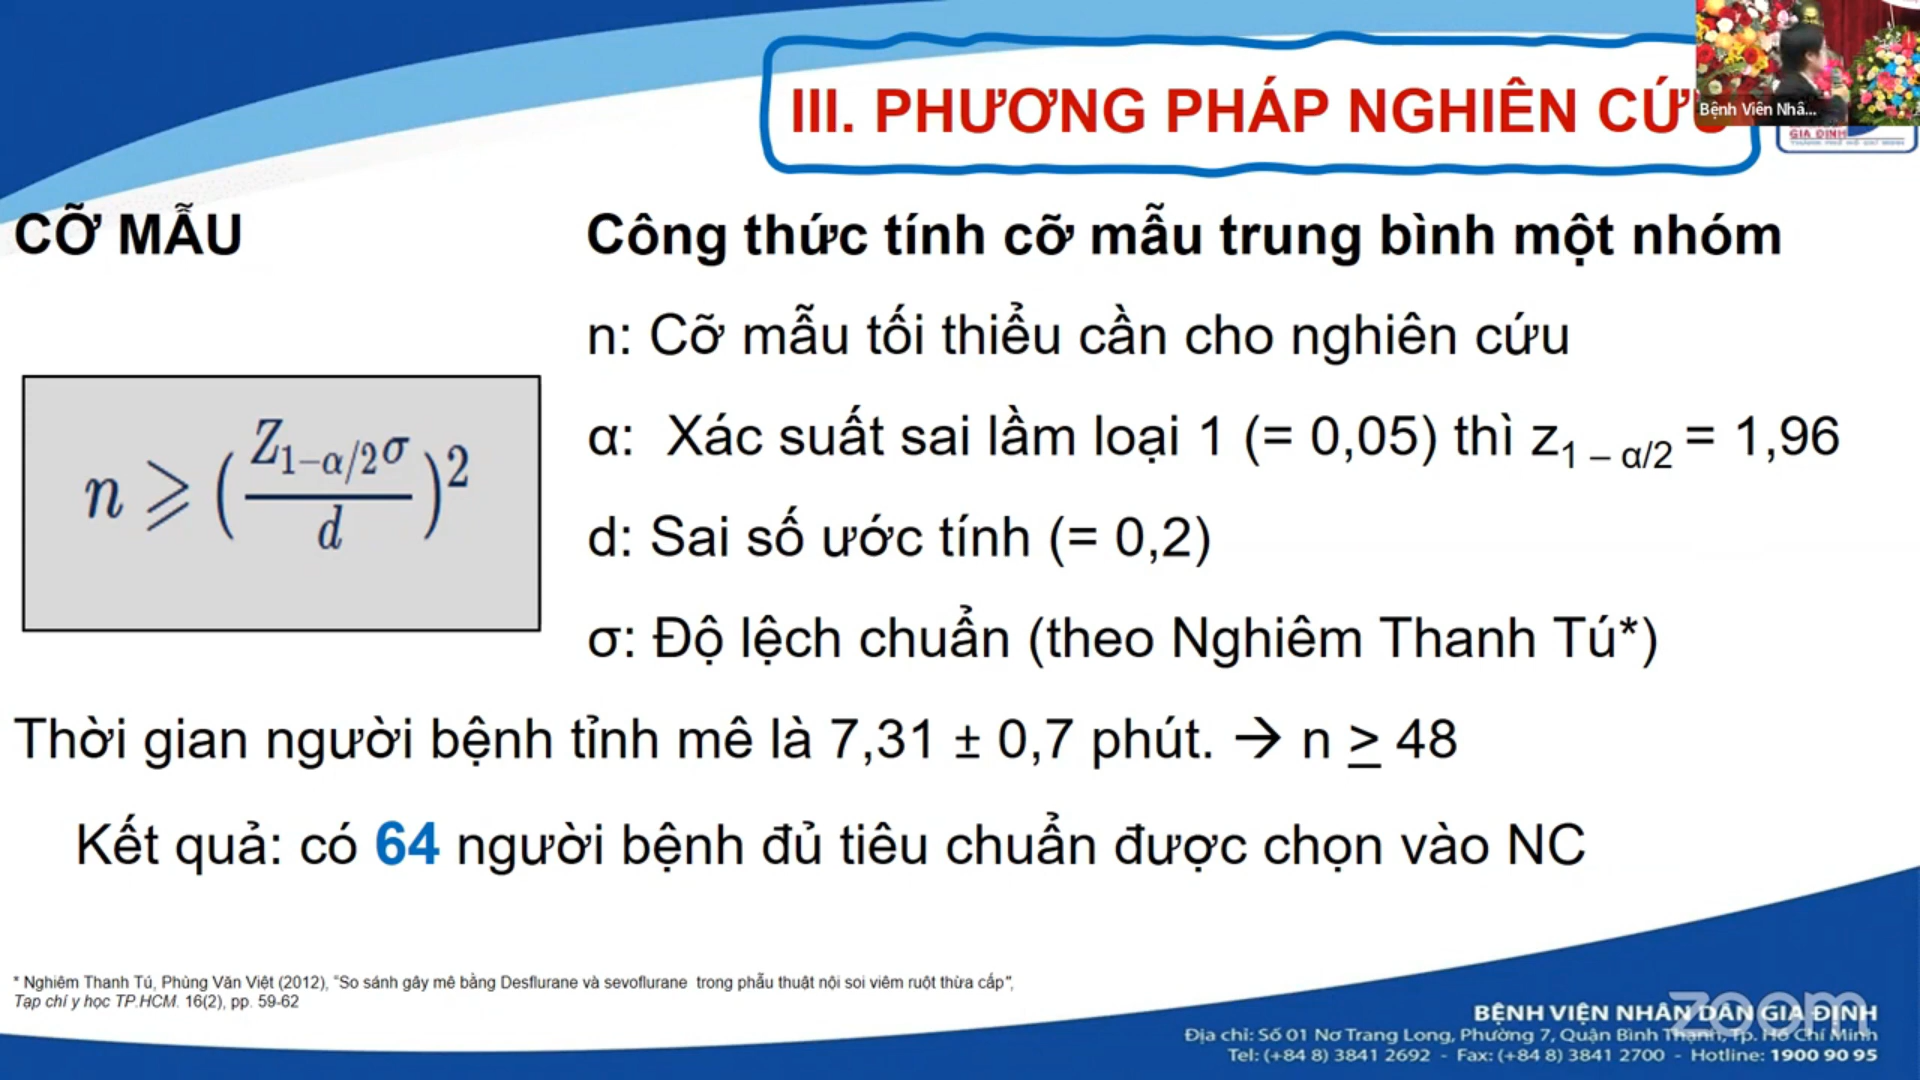 III. PHƯƠNG PHÁP NGHIÊN CỨU
Bệnh Viên Nhâ...
GIA ĐỊNH
CỠ MẪU
Công thức tính cỡ mẫu trung bình một nhóm
n: Cỡ mẫu tối thiểu cần cho nghiên cứu
n ⩾ (Z1−α/2σ / d)²
α: Xác suất sai lầm loại 1 (= 0,05) thì z1 – α/2 = 1,96
d: Sai số ước tính (= 0,2)
σ: Độ lệch chuẩn (theo Nghiêm Thanh Tú*)
Thời gian người bệnh tỉnh mê là 7,31 ± 0,7 phút. → n ≥ 48
Kết quả: có 64 người bệnh đủ tiêu chuẩn được chọn vào NC
* Nghiêm Thanh Tú, Phùng Văn Việt (2012), “So sánh gây mê bằng Desflurane và sevoflurane trong phẫu thuật nội soi viêm ruột thừa cấp",
Tạp chí y học TP.HCM. 16(2), pp. 59-62
BỆNH VIỆN NHÂN DÂN GIA ĐỊNH
zoom
Địa chỉ: Số 01 Nơ Trang Long, Phường 7, Quận Bình Thạnh, Tp. Hồ Chí Minh
Tel: (+84 8) 3841 2692 - Fax: (+84 8) 3841 2700 - Hotline: 1900 90 95